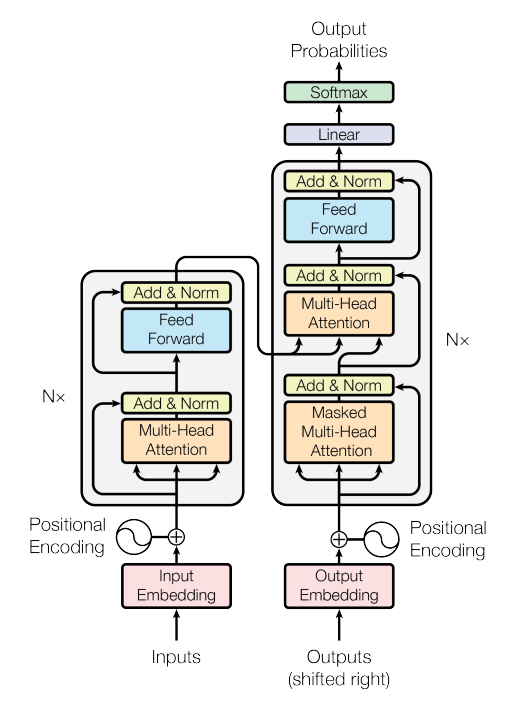 Output
Probabilities
Softmax
Linear
Add & Norm
Feed
Forward
Add & Norm
Multi-Head
Attention
Add & Norm
Masked
Multi-Head
Attention
N×
Positional
Encoding
Output
Embedding
Outputs
(shifted right)
Add & Norm
Feed
Forward
Add & Norm
Multi-Head
Attention
N×
Positional
Encoding
Input
Embedding
Inputs